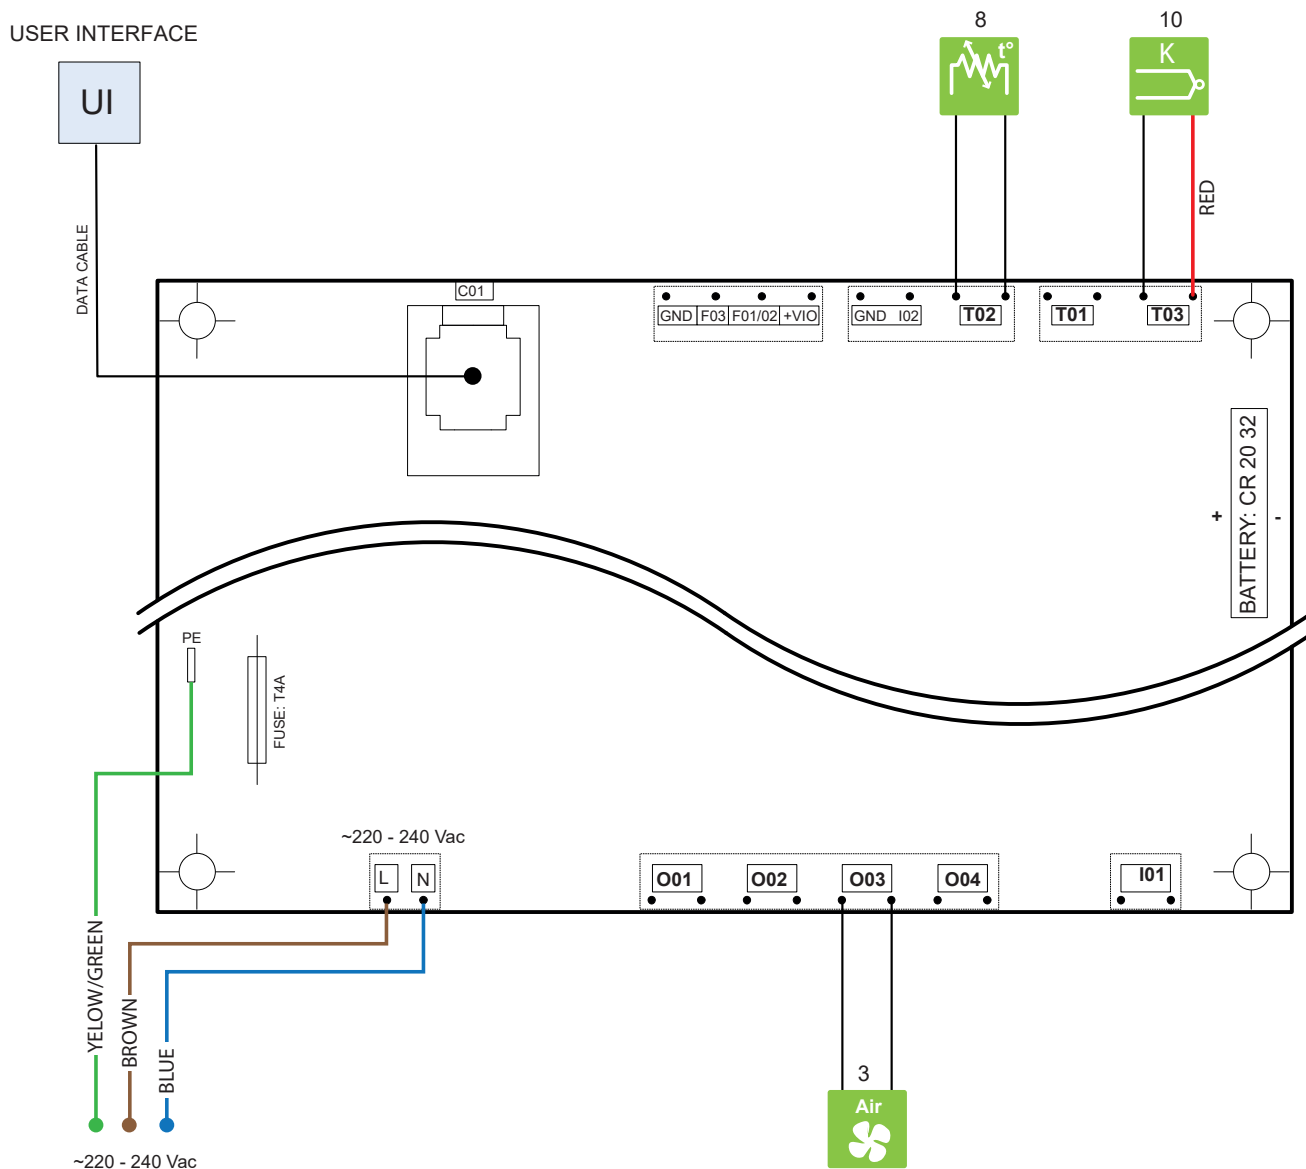 8
10
USER INTERFACE
UI
t°
K
RED
DATA CABLE
C01
GND F03 F01/02 +VIO
GND I02 T02
T01 T03
BATTERY: CR 20 32
+ -
PE
FUSE: T4A
~220 - 240 Vac
L N
O01 O02 O03 O04
I01
YELOW/GREEN
BROWN
BLUE
3
Air
~220 - 240 Vac